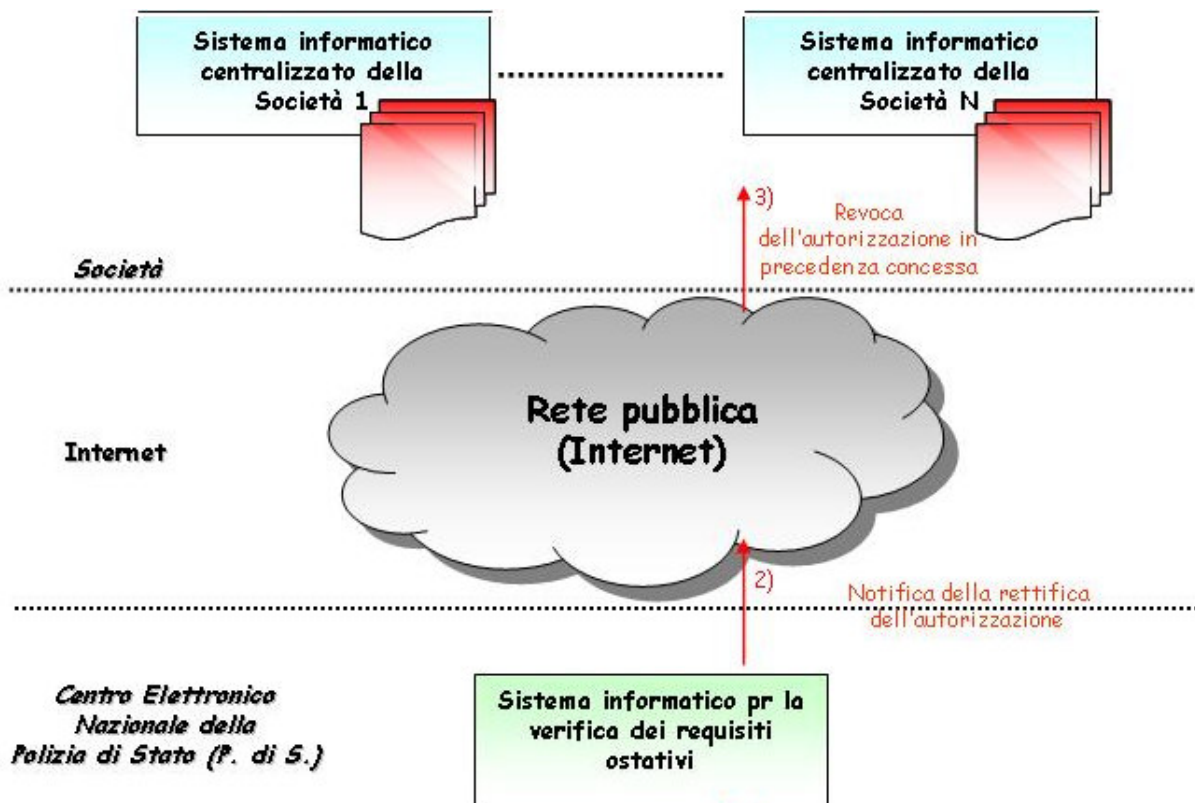 Sistema informatico
centralizzato della
Società 1
Sistema informatico
centralizzato della
Società N
3)
Revoca
dell'autorizzazione in
precedenza concessa
Società
Rete pubblica
(Internet)
Internet
2)
Notifica della rettifica
dell'autorizzazione
Centro Elettronico
Nazionale della
Polizia di Stato (P. di S.)
Sistema informatico pr la
verifica dei requisiti
ostativi